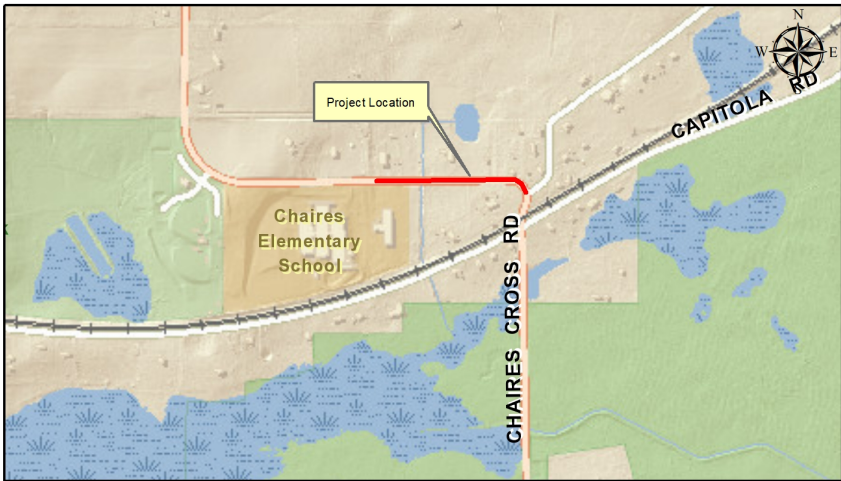 N
W
E
S
CAPITOLA RD
Project Location
Chaires
Elementary
School
CHAIRES CROSS RD